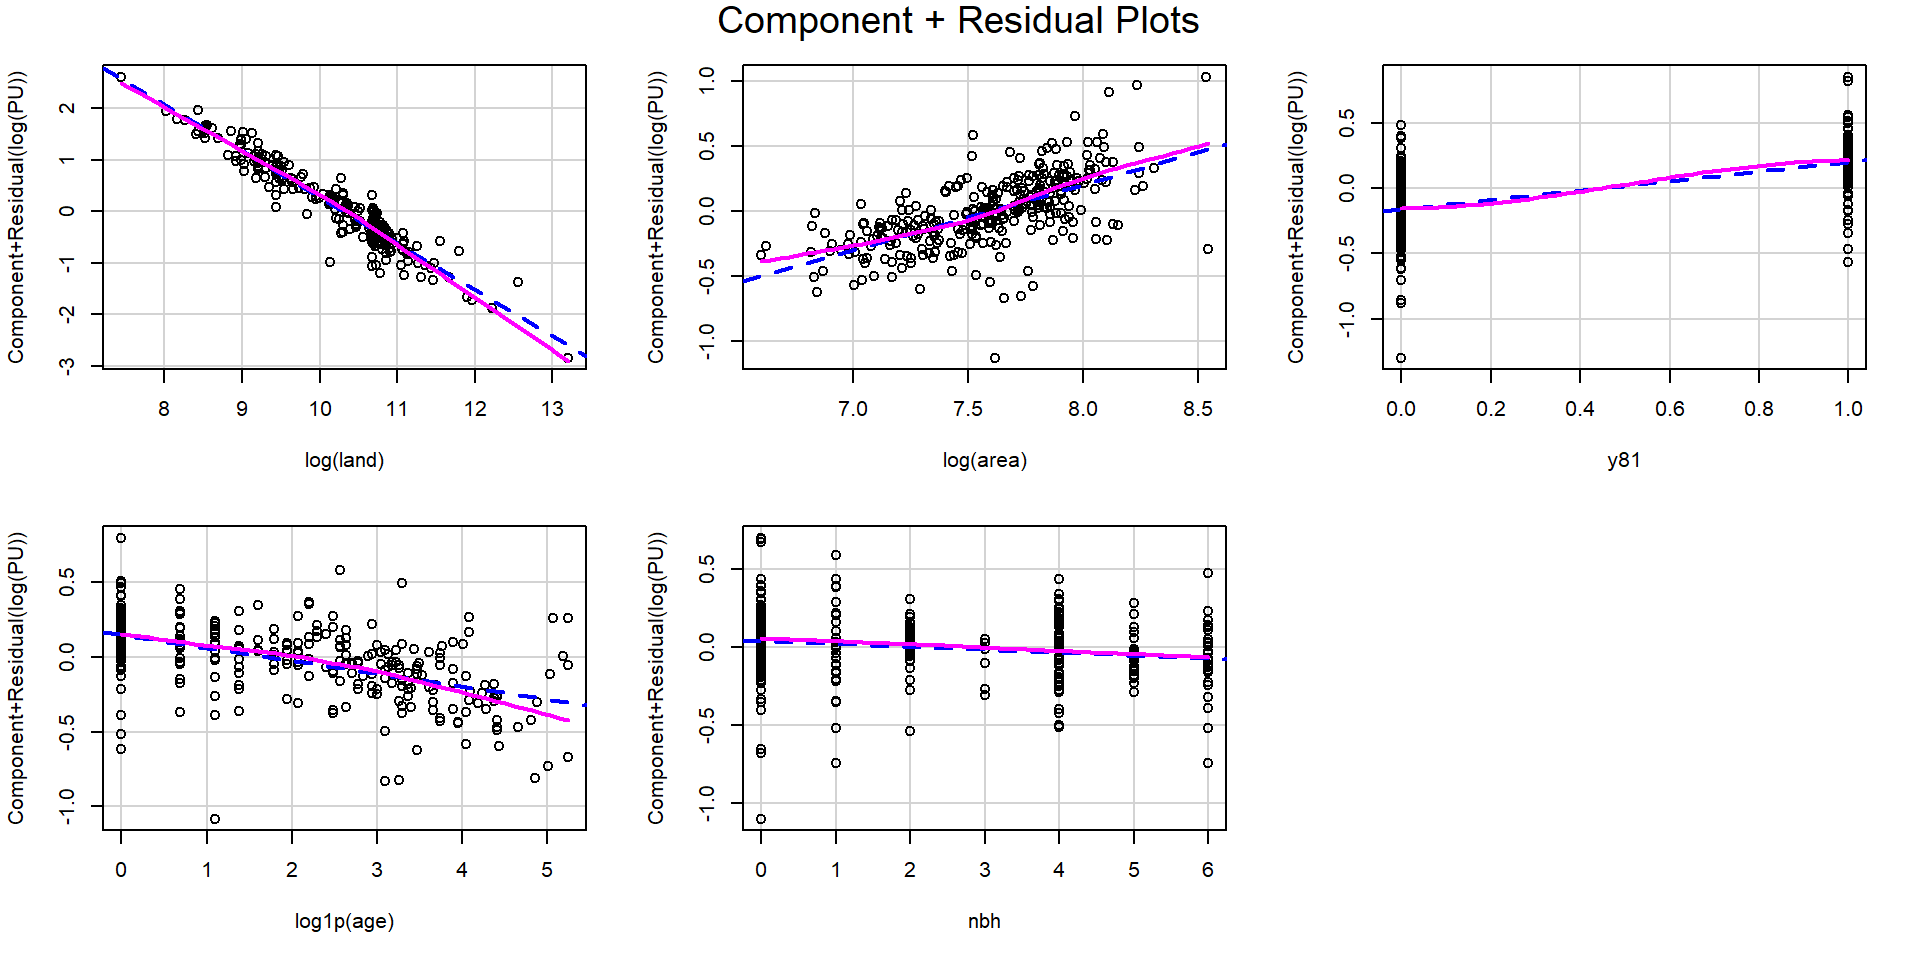 Component + Residual Plots
Component+Residual(log(PU))
2
1
0
-1
-2
-3
8 9 10 11 12 13
log(land)
Component+Residual(log(PU))
1.0
0.5
0.0
-0.5
-1.0
7.0 7.5 8.0 8.5
log(area)
Component+Residual(log(PU))
0.5
0.0
-0.5
-1.0
0.0 0.2 0.4 0.6 0.8 1.0
y81
Component+Residual(log(PU))
0.5
0.0
-0.5
-1.0
0 1 2 3 4 5
log1p(age)
Component+Residual(log(PU))
0.5
0.0
-0.5
-1.0
0 1 2 3 4 5 6
nbh